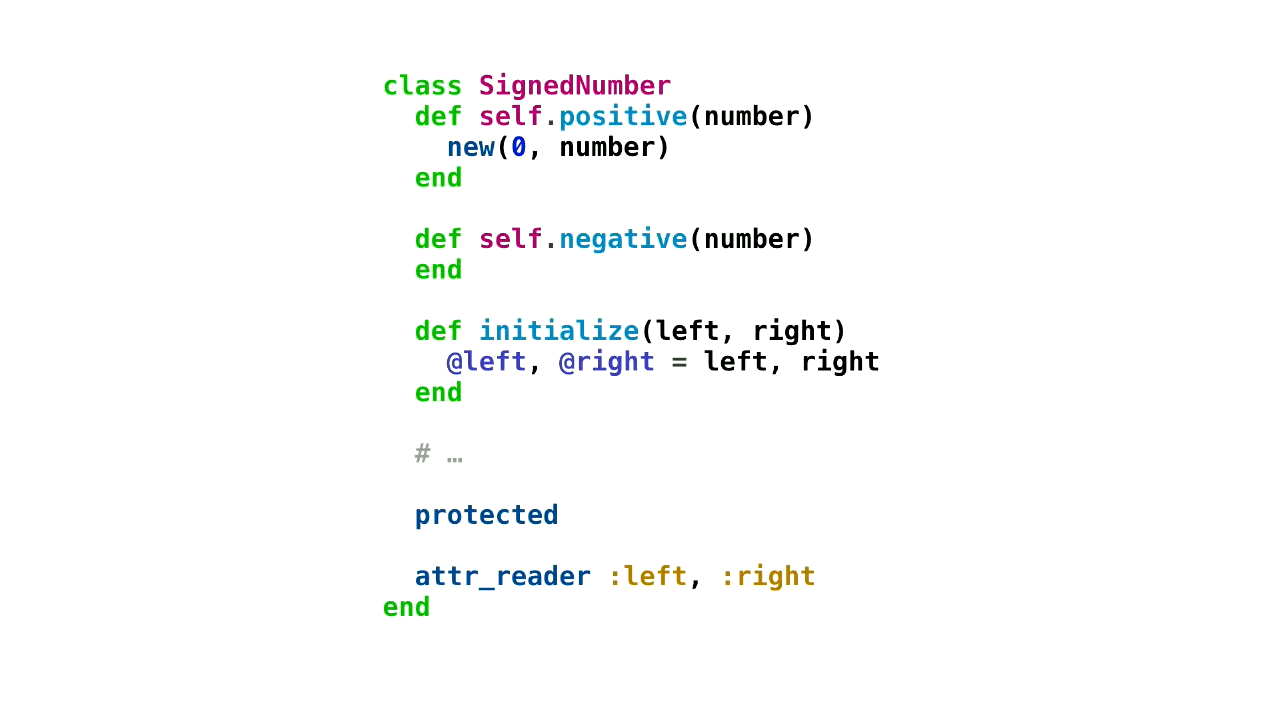 class SignedNumber
  def self.positive(number)
    new(0, number)
  end

  def self.negative(number)
  end

  def initialize(left, right)
    @left, @right = left, right
  end

  # …

  protected

  attr_reader :left, :right
end